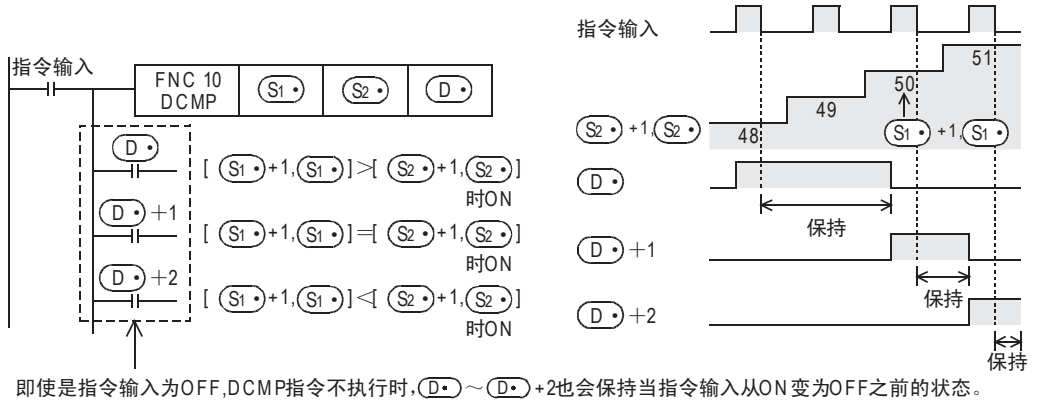 指令输入
FNC 10
DCMP
S1・
S2・
D・
D・
[ S1・+1,S1・]>[ S2・+1,S2・]
时ON
D・+1
[ S1・+1,S1・]=[ S2・+1,S2・]
时ON
D・+2
[ S1・+1,S1・]<[ S2・+1,S2・]
时ON
指令输入
S2・+1,S2・
48
49
50
51
S1・+1,S1・
D・
保持
D・+1
保持
D・+2
保持
即使是指令输入为OFF,DCMP指令不执行时,D・～D・+2也会保持当指令输入从ON变为OFF之前的状态。